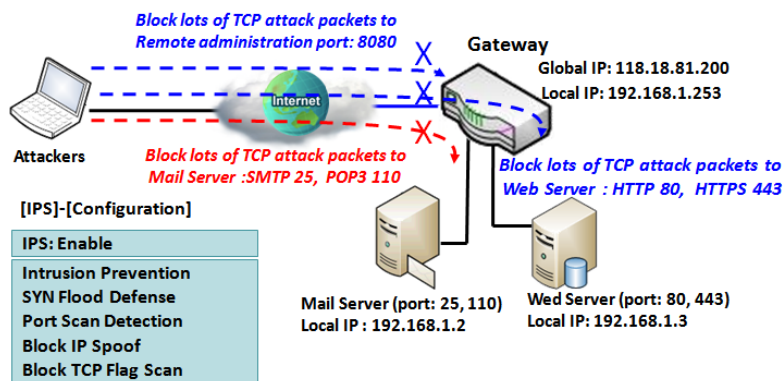 Block lots of TCP attack packets to
Remote administration port: 8080
Gateway
Global IP: 118.18.81.200
Local IP: 192.168.1.253
Internet
Attackers
Block lots of TCP attack packets to
Mail Server :SMTP 25, POP3 110
Block lots of TCP attack packets to
Web Server : HTTP 80, HTTPS 443
[IPS]-[Configuration]
IPS: Enable
Intrusion Prevention
SYN Flood Defense
Port Scan Detection
Block IP Spoof
Block TCP Flag Scan
Mail Server (port: 25, 110)
Local IP : 192.168.1.2
Wed Server (port: 80, 443)
Local IP: 192.168.1.3